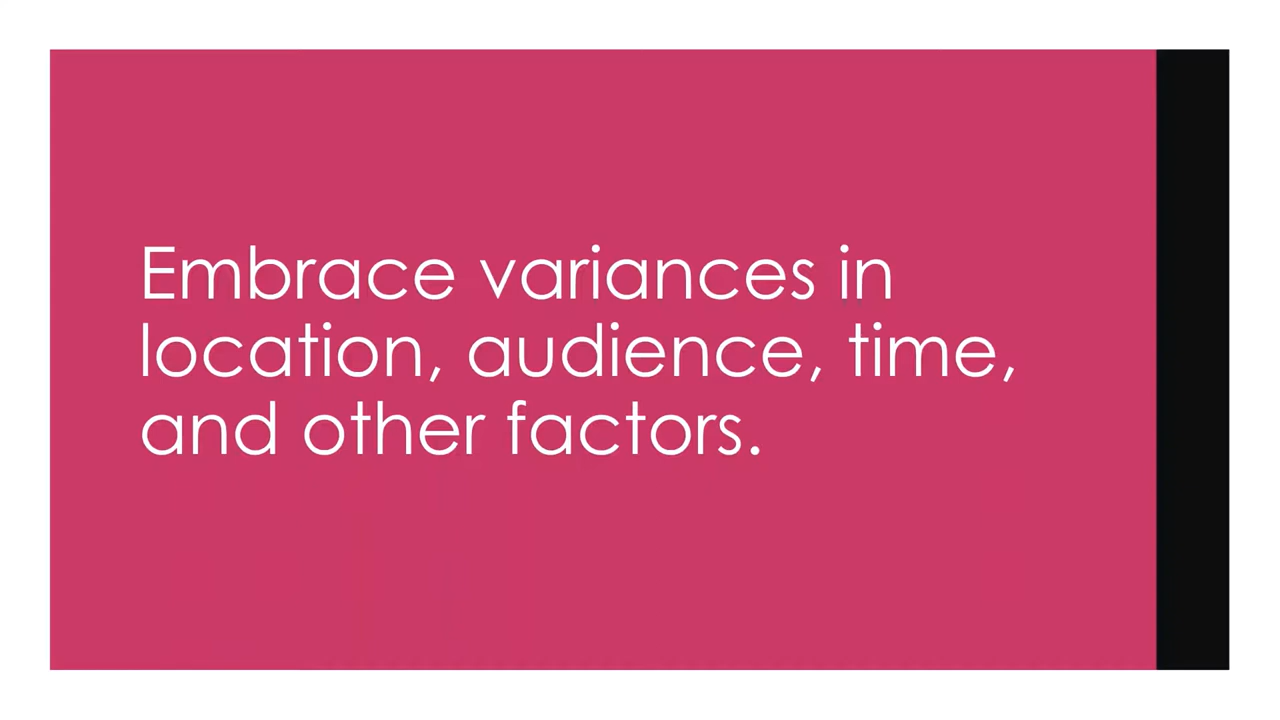 Embrace variances in
location, audience, time,
and other factors.